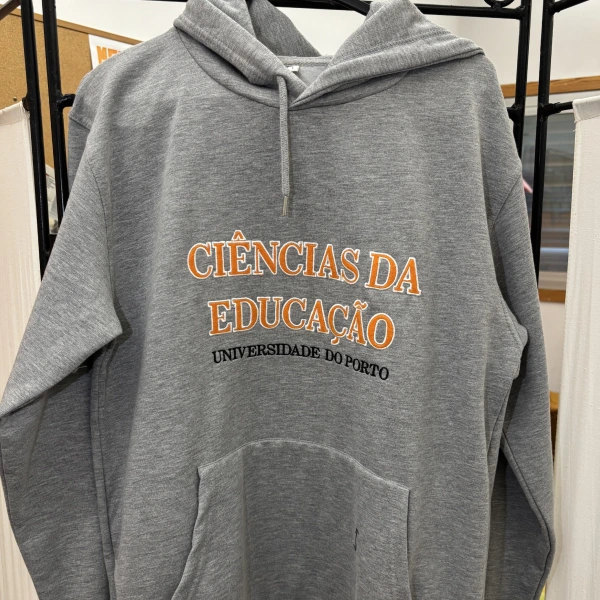 CIÊNCIAS DA
EDUCAÇÃO
UNIVERSIDADE DO PORTO